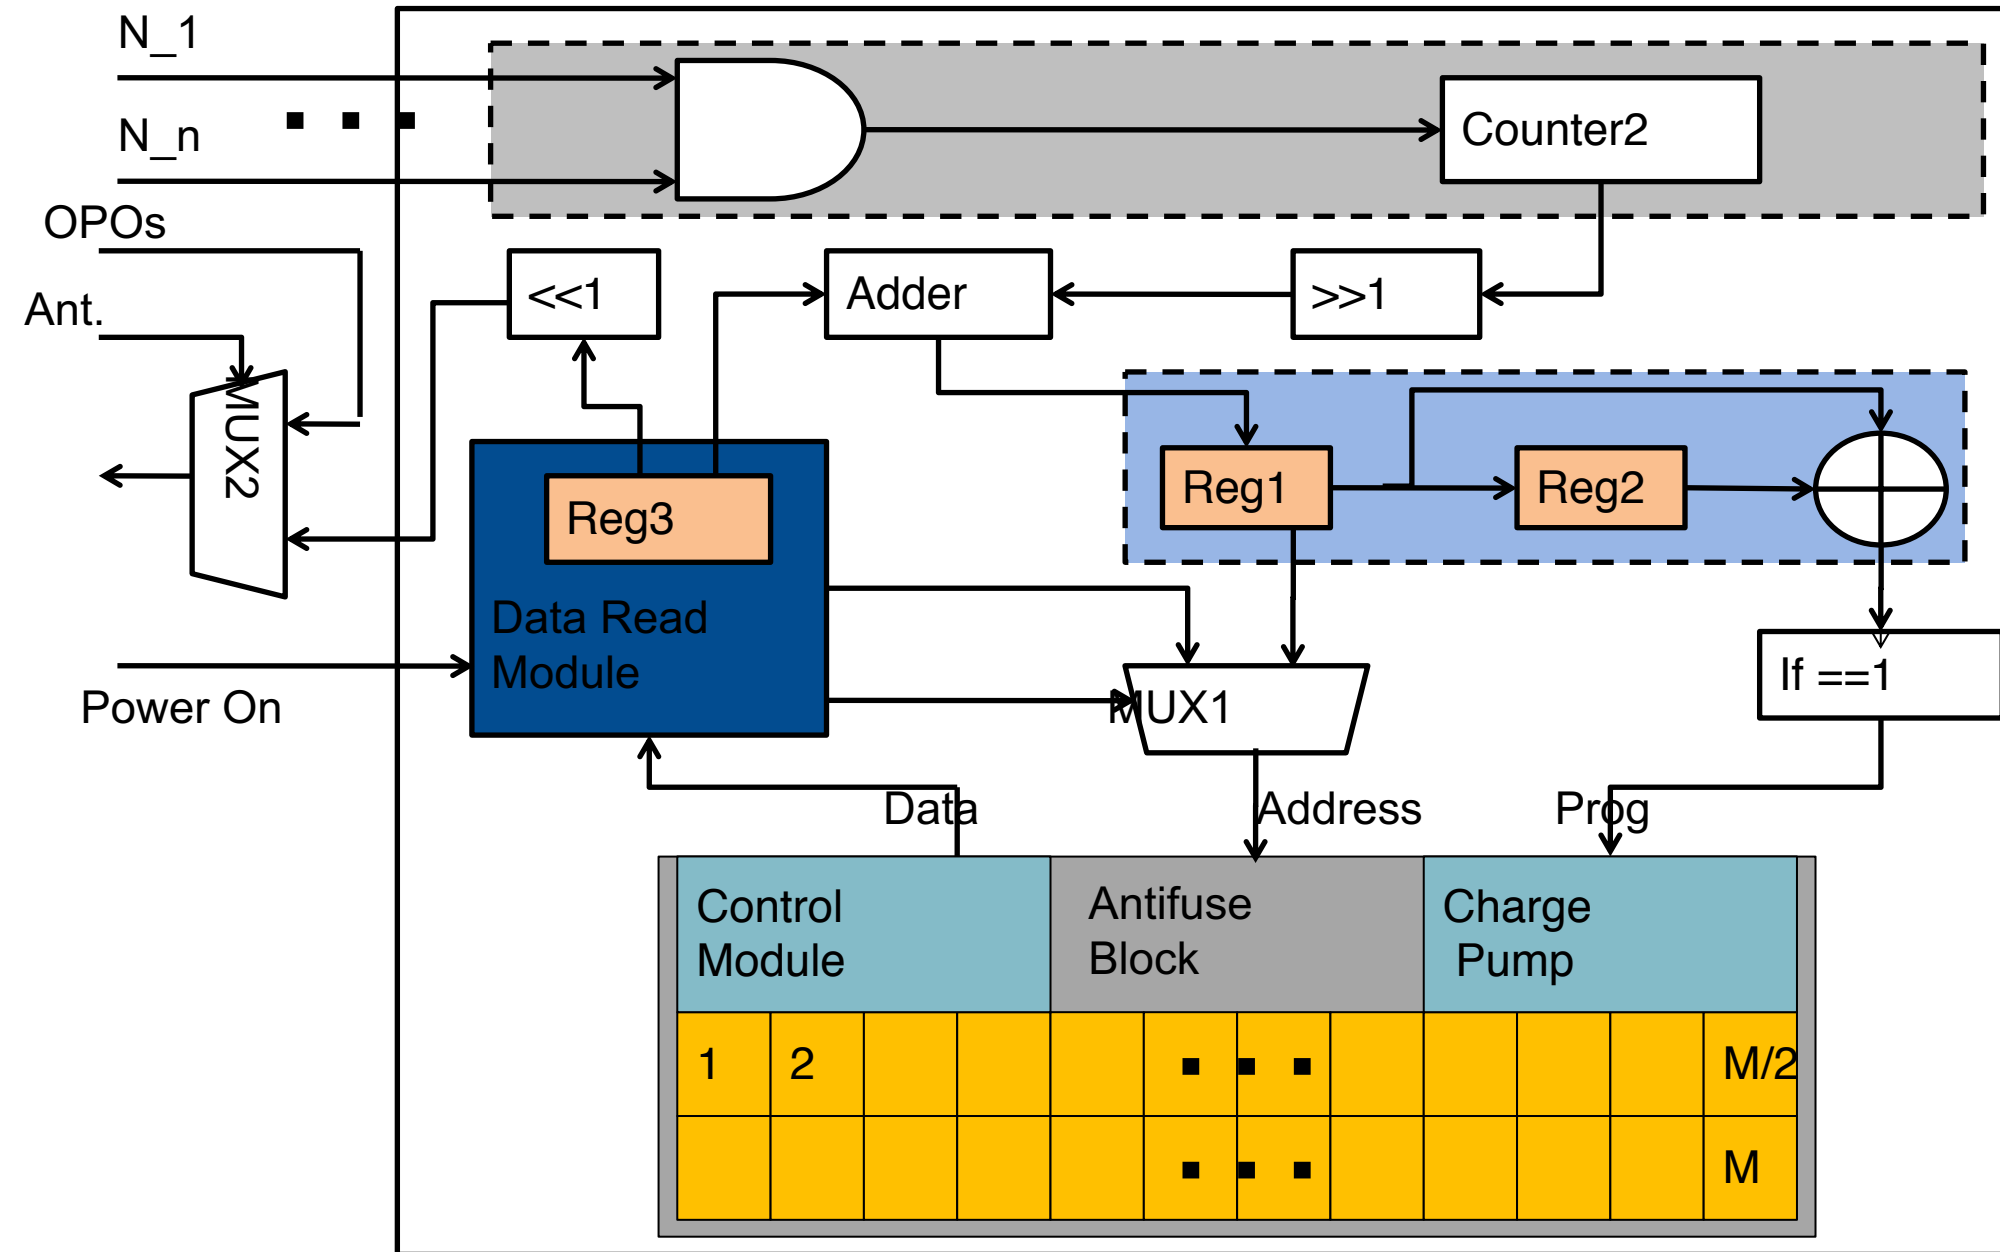 N_1
N_n
Counter2
OPOs
<<1
Adder
>>1
Ant.
MUX2
Reg1
Reg2
Reg3
Data Read
Module
Power On
MUX1
If ==1
Data
Address
Prog
Control
Module
Antifuse
Block
Charge
Pump
1
2
M/2
M